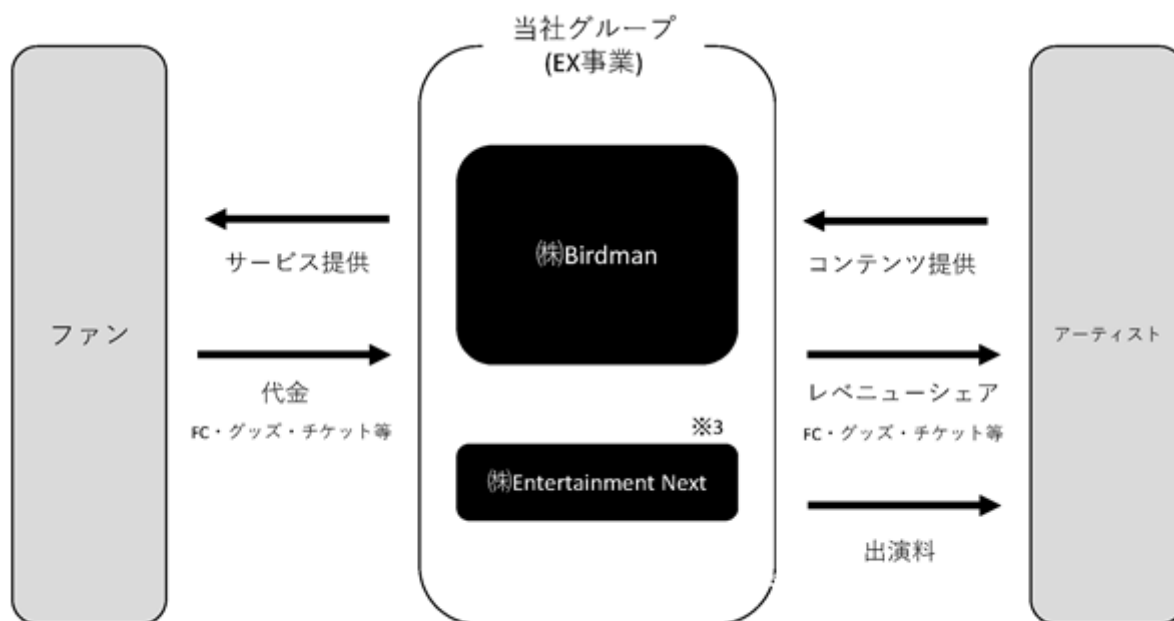 当社グループ
(EX事業)
ファン
サービス提供
代金
FC・グッズ・チケット等
㈱Birdman
※3
㈱Entertainment Next
コンテンツ提供
レベニューシェア
FC・グッズ・チケット等
出演料
アーティスト